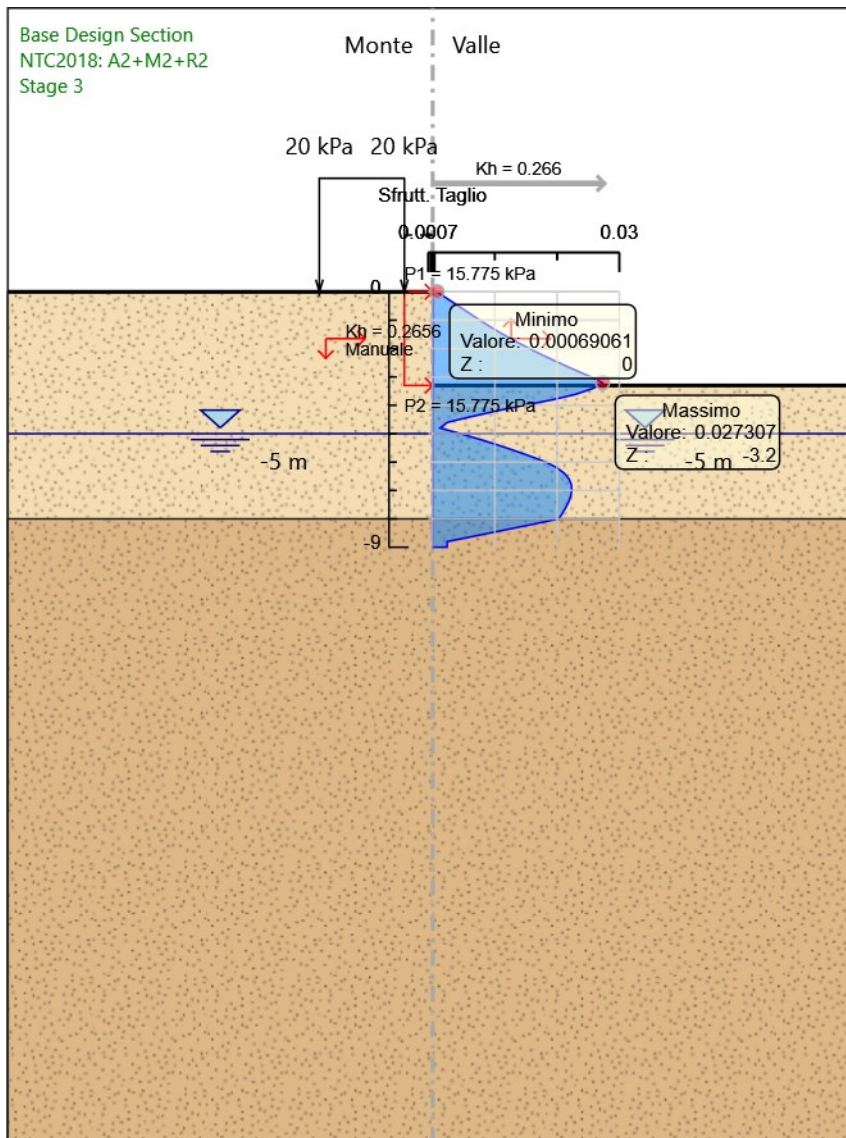 Base Design Section
NTC2018: A2+M2+R2
Stage 3
Monte
Valle
20 kPa
20 kPa
Kh = 0.266
Sfrutt. Taglio
0.0007
0.03
P1 = 15.775 kPa
0
Minimo
Valore: 0.00069061
Z : 0
Kh = 0.2656
Manuale
P2 = 15.775 kPa
Massimo
Valore: 0.027307
Z : -3.2
-5 m
-5 m
-9